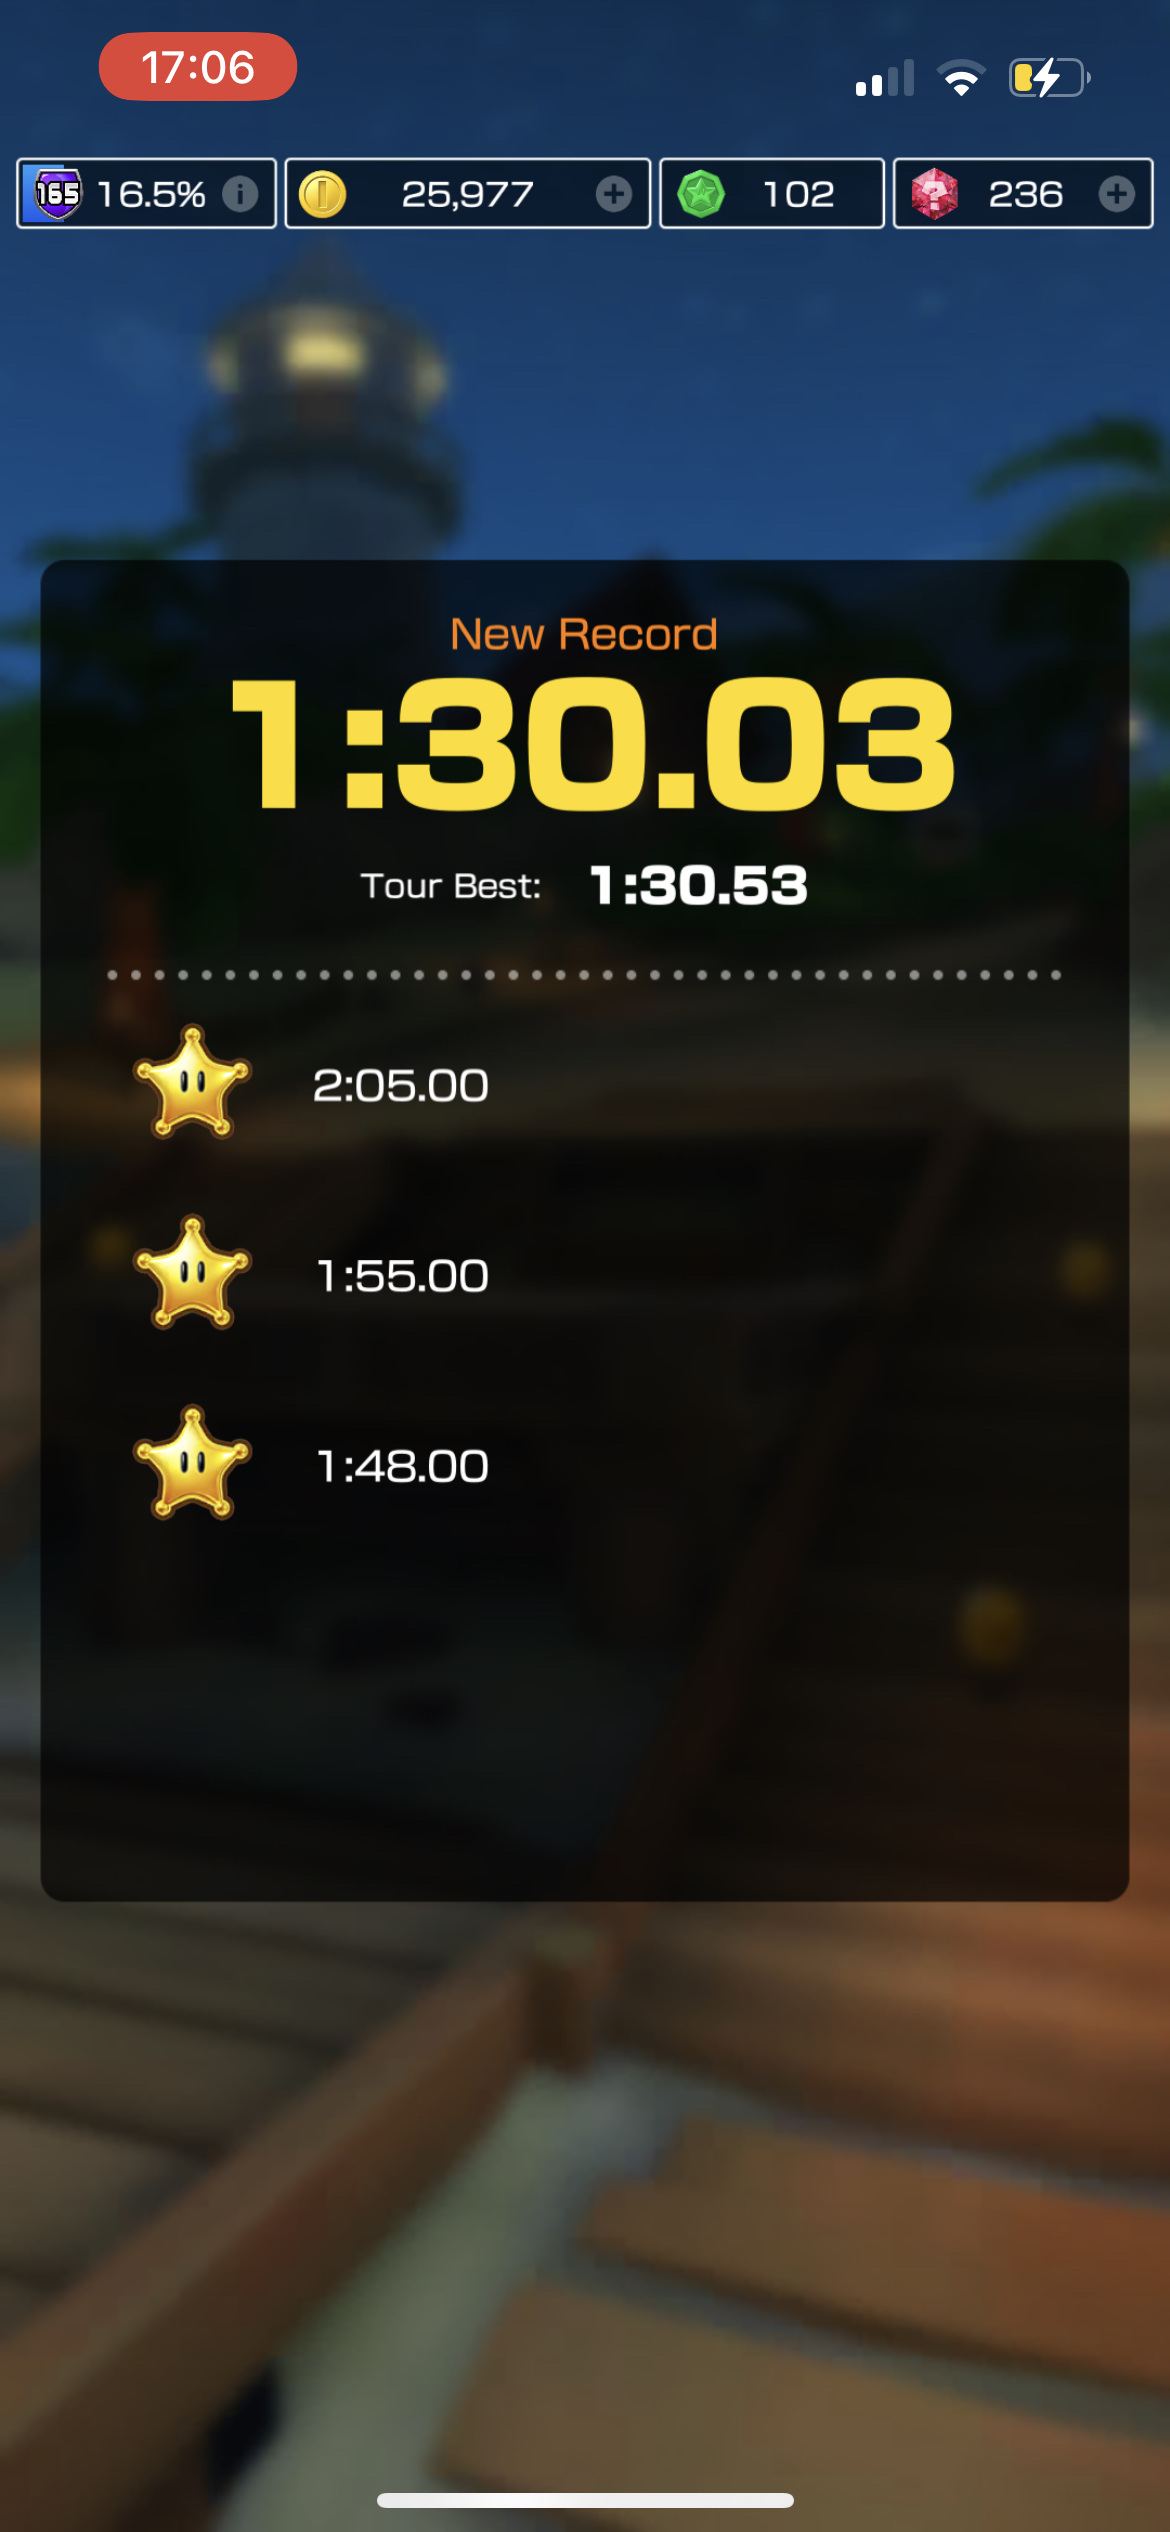 17:06
165 16.5% i 25,977 + 102 ? 236 +
New Record
1:30.03
Tour Best: 1:30.53
2:05.00
1:55.00
1:48.00